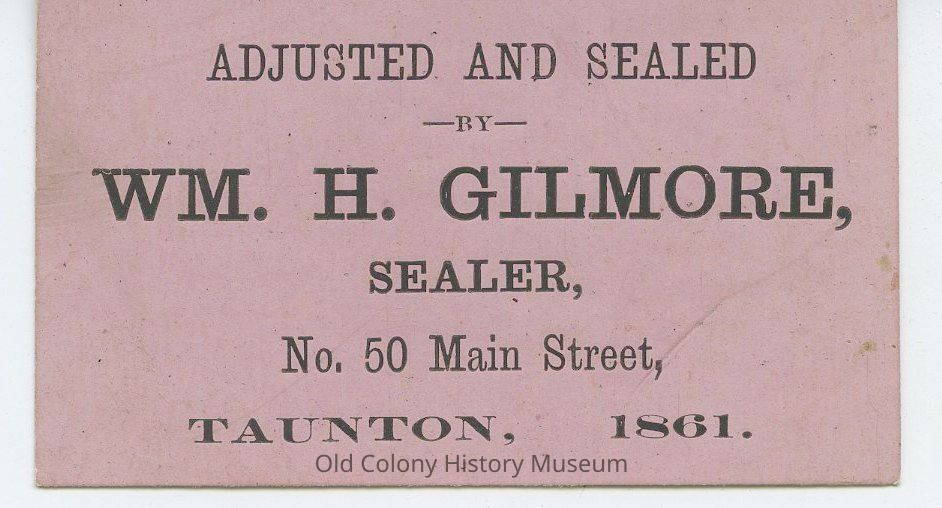 ADJUSTED AND SEALED
—BY—
WM. H. GILMORE,
SEALER,
No. 50 Main Street,
TAUNTON, 1861.
Old Colony History Museum